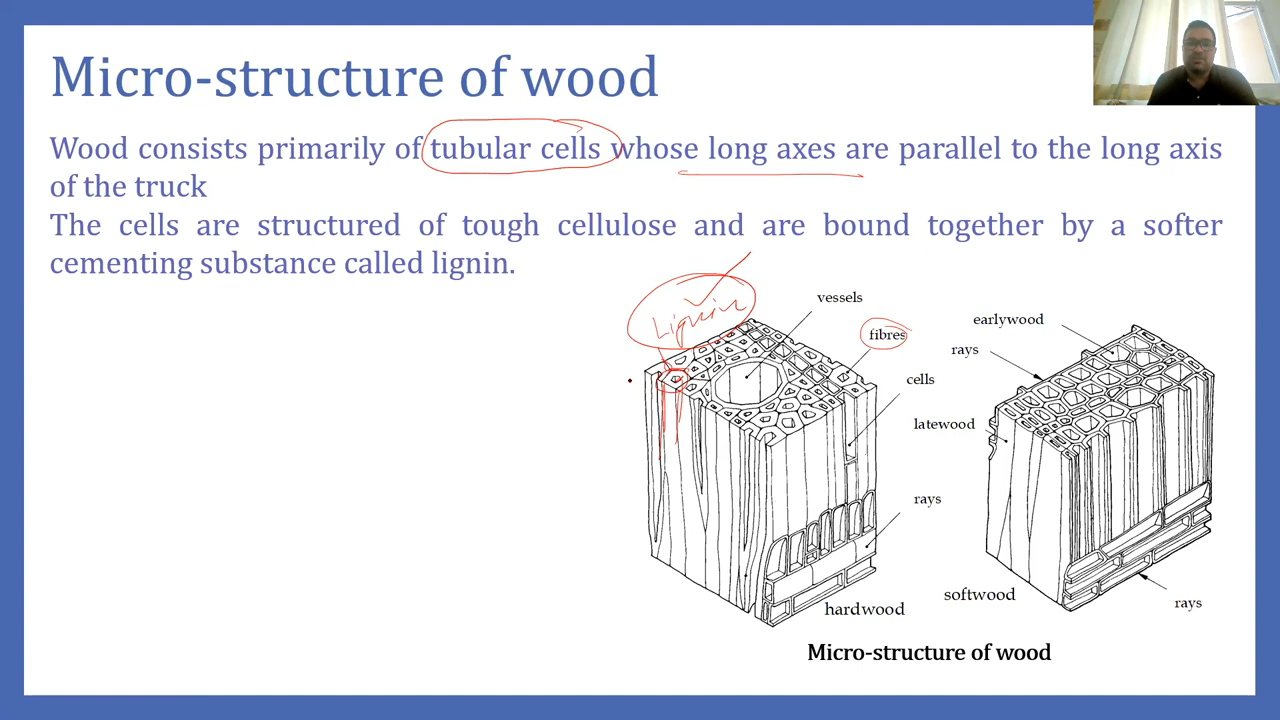 Micro-structure of wood
Wood consists primarily of tubular cells whose long axes are parallel to the long axis
of the truck
The cells are structured of tough cellulose and are bound together by a softer
cementing substance called lignin.
Lignin
vessels
fibres
cells
rays
hardwood
earlywood
rays
latewood
softwood
rays
Micro-structure of wood